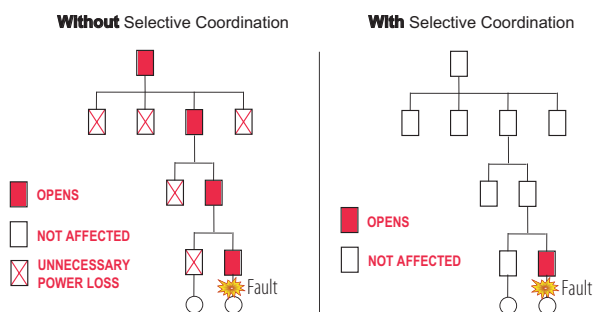 Without Selective Coordination
OPENS
NOT AFFECTED
UNNECESSARY
POWER LOSS
Fault
With Selective Coordination
OPENS
NOT AFFECTED
Fault